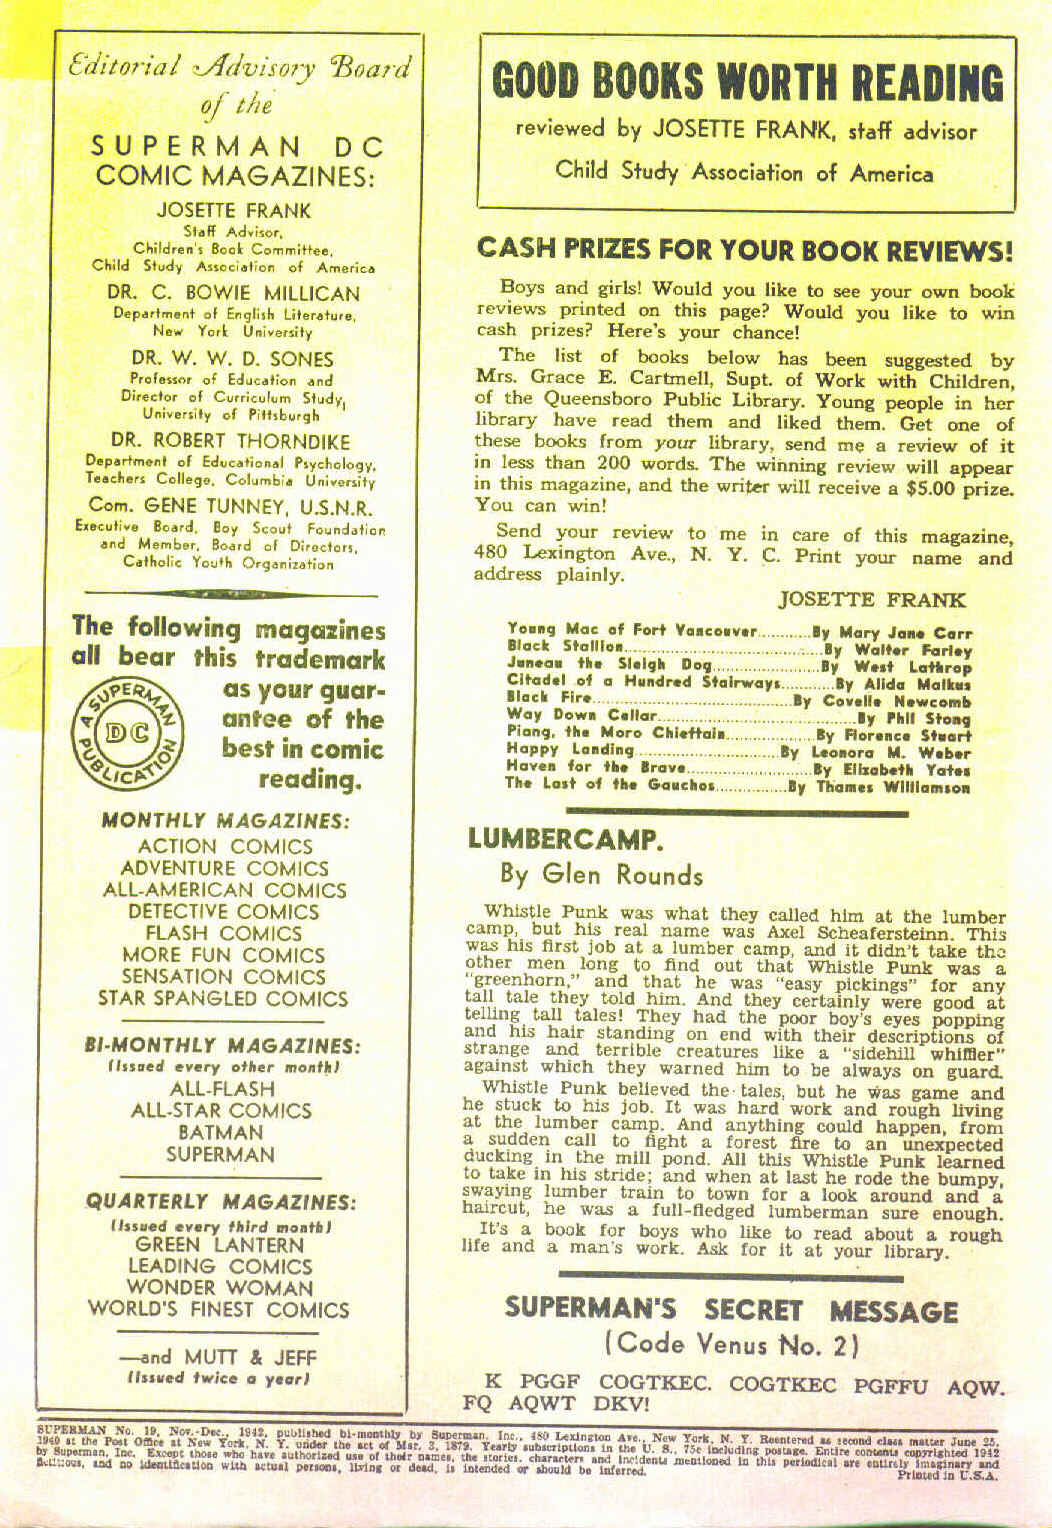 Editorial Advisory Board
of the
SUPERMAN DC
COMIC MAGAZINES:
JOSETTE FRANK
Staff Advisor,
Children's Book Committee,
Child Study Association of America
DR. C. BOWIE MILLICAN
Department of English Literature,
New York University
DR. W. W. D. SONES
Professor of Education and
Director of Curriculum Study,
University of Pittsburgh
DR. ROBERT THORNDIKE
Department of Educational Psychology,
Teachers College, Columbia University
Com. GENE TUNNEY, U.S.N.R.
Executive Board, Boy Scout Foundation
and Member, Board of Directors,
Catholic Youth Organization
The following magazines
all bear this trademark
as your guar-
antee of the
best in comic
reading.
A SUPERMAN DC PUBLICATION
MONTHLY MAGAZINES:
ACTION COMICS
ADVENTURE COMICS
ALL-AMERICAN COMICS
DETECTIVE COMICS
FLASH COMICS
MORE FUN COMICS
SENSATION COMICS
STAR SPANGLED COMICS
BI-MONTHLY MAGAZINES:
(Issued every other month)
ALL-FLASH
ALL-STAR COMICS
BATMAN
SUPERMAN
QUARTERLY MAGAZINES:
(Issued every third month)
GREEN LANTERN
LEADING COMICS
WONDER WOMAN
WORLD'S FINEST COMICS
—and MUTT & JEFF
(Issued twice a year)
GOOD BOOKS WORTH READING
reviewed by JOSETTE FRANK, staff advisor
Child Study Association of America
CASH PRIZES FOR YOUR BOOK REVIEWS!
Boys and girls! Would you like to see your own book
reviews printed on this page? Would you like to win
cash prizes? Here's your chance!
The list of books below has been suggested by
Mrs. Grace E. Cartmell, Supt. of Work with Children,
of the Queensboro Public Library. Young people in her
library have read them and liked them. Get one of
these books from your library, send me a review of it
in less than 200 words. The winning review will appear
in this magazine, and the writer will receive a $5.00 prize.
You can win!
Send your review to me in care of this magazine,
480 Lexington Ave., N. Y. C. Print your name and
address plainly.
JOSETTE FRANK
Young Mac of Fort Vancouver...........By Mary Jane Carr
Black Stallion........................................By Walter Farley
Juneau the Sleigh Dog......................By West Lathrop
Citadel of a Hundred Stairways...........By Alida Malkus
Black Fire........................................By Covelle Newcomb
Way Down Cellar........................................By Phil Stong
Piang, the Moro Chieftain..................By Florence Stuart
Happy Landing............................By Leonora M. Weber
Haven for the Brave.........................By Elizabeth Yates
The Last of the Gauchos...............By Thames Williamson
LUMBERCAMP.
By Glen Rounds
Whistle Punk was what they called him at the lumber
camp, but his real name was Axel Scheafersteinn. This
was his first job at a lumber camp, and it didn't take the
other men long to find out that Whistle Punk was a
"greenhorn," and that he was "easy pickings" for any
tall tale they told him. And they certainly were good at
telling tall tales! They had the poor boy's eyes popping
and his hair standing on end with their descriptions of
strange and terrible creatures like a "sidehill whiffler"
against which they warned him to be always on guard.
Whistle Punk believed the tales, but he was game and
he stuck to his job. It was hard work and rough living
at the lumber camp. And anything could happen, from
a sudden call to fight a forest fire to an unexpected
ducking in the mill pond. All this Whistle Punk learned
to take in his stride; and when at last he rode the bumpy,
swaying lumber train to town for a look around and a
haircut, he was a full-fledged lumberman sure enough.
It's a book for boys who like to read about a rough
life and a man's work. Ask for it at your library.
SUPERMAN'S SECRET MESSAGE
(Code Venus No. 2)
K PGGF COGTKEC. COGTKEC PGFFU AQW.
FQ AQWT DKV!
SUPERMAN No. 19, Nov.-Dec., 1942, published bi-monthly by Superman, Inc., 480 Lexington Ave., New York, N. Y. Reentered as second class matter June 25,
1940 at the Post Office at New York, N. Y. under the act of Mar. 3, 1879. Yearly subscriptions in the U. S., 75c including postage. Entire contents copyrighted 1942
by Superman, Inc. Except those who have authorized use of their names, the stories, characters and incidents mentioned in this periodical are entirely imaginary and
fictitious, and no identification with actual persons, living or dead, is intended or should be inferred.
Printed in U.S.A.